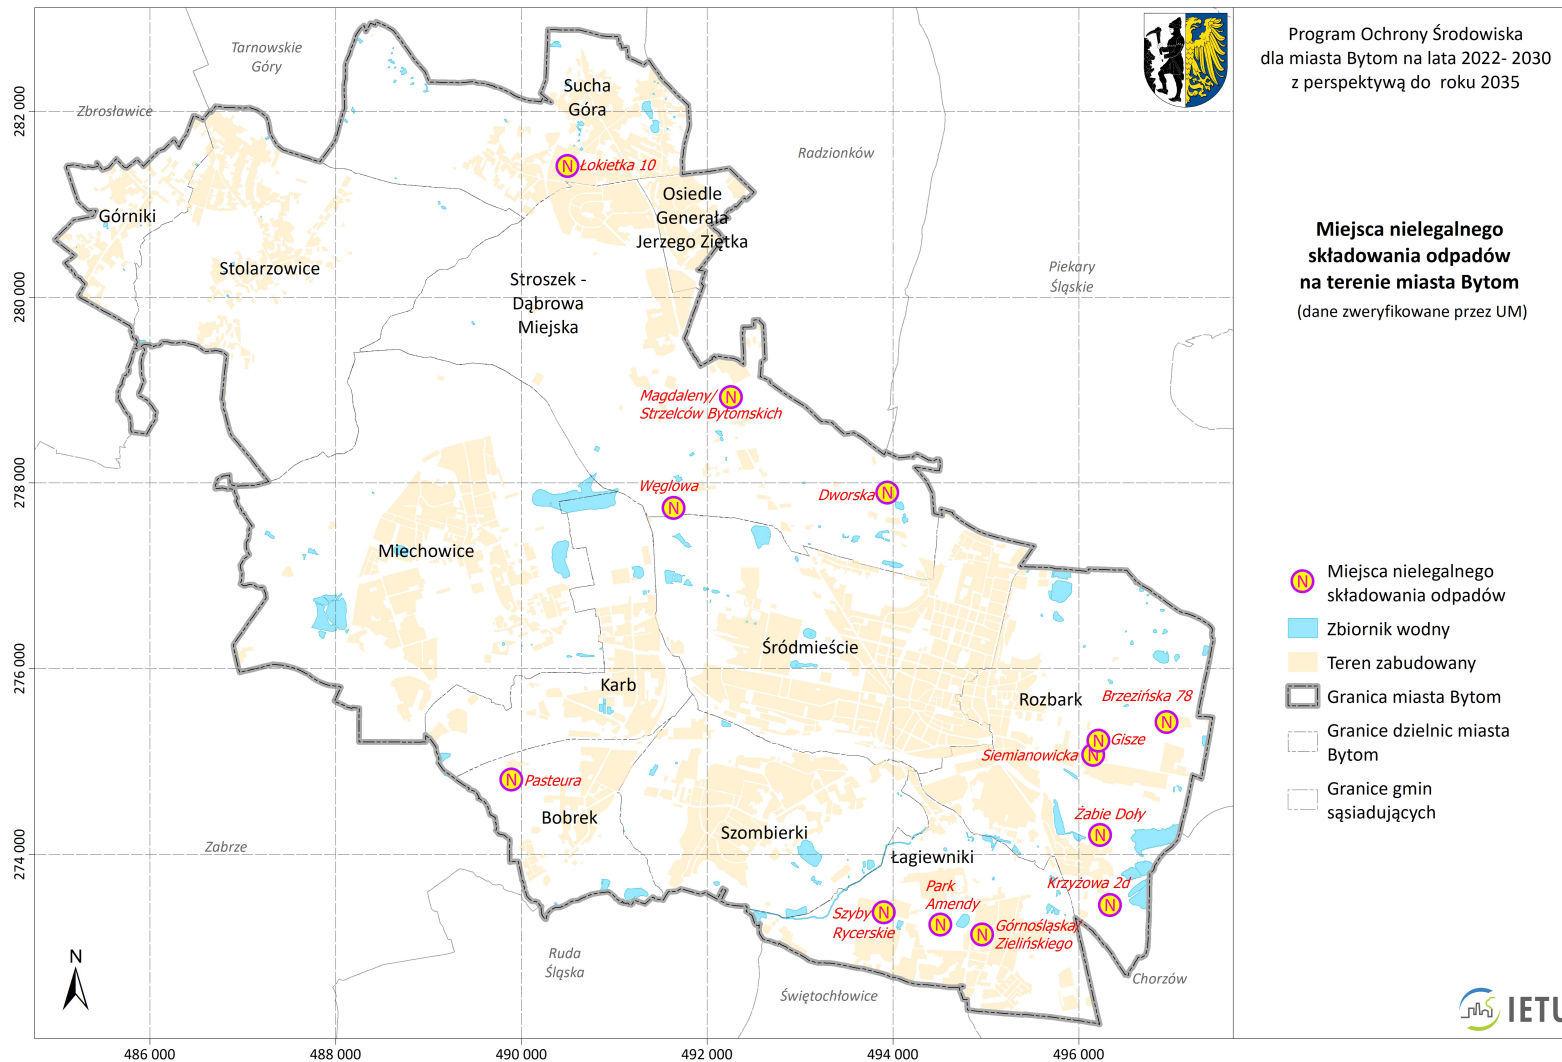 Program Ochrony Środowiska
dla miasta Bytom na lata 2022- 2030
z perspektywą do roku 2035
Miejsca nielegalnego
składowania odpadów
na terenie miasta Bytom
(dane zweryfikowane przez UM)
N
Miejsca nielegalnego
składowania odpadów
Zbiornik wodny
Teren zabudowany
Granica miasta Bytom
Granice dzielnic miasta
Bytom
Granice gmin
sąsiadujących
IETU
Tarnowskie
Góry
Zbrosławice
Radzionków
Piekary
Śląskie
Zabrze
Ruda
Śląska
Świętochłowice
Chorzów
Sucha
Góra
N Łokietka 10
Osiedle
Generała
Jerzego Ziętka
Górniki
Stolarzowice
Stroszek -
Dąbrowa
Miejska
Magdaleny/ N
Strzelców Bytomskich
Węglowa
N
Dworska N
Miechowice
Śródmieście
Karb
Rozbark
Brzezińska 78
N
N Gisze
Siemianowicka N
N Pasteura
Bobrek
Szombierki
Żabie Doły
N
Łagiewniki
Krzyżowa 2d
N
Park
Amendy
N
Szyby N
Rycerskie
N Górnośląska/
Zielińskiego
N
282 000
280 000
278 000
276 000
274 000
486 000
488 000
490 000
492 000
494 000
496 000